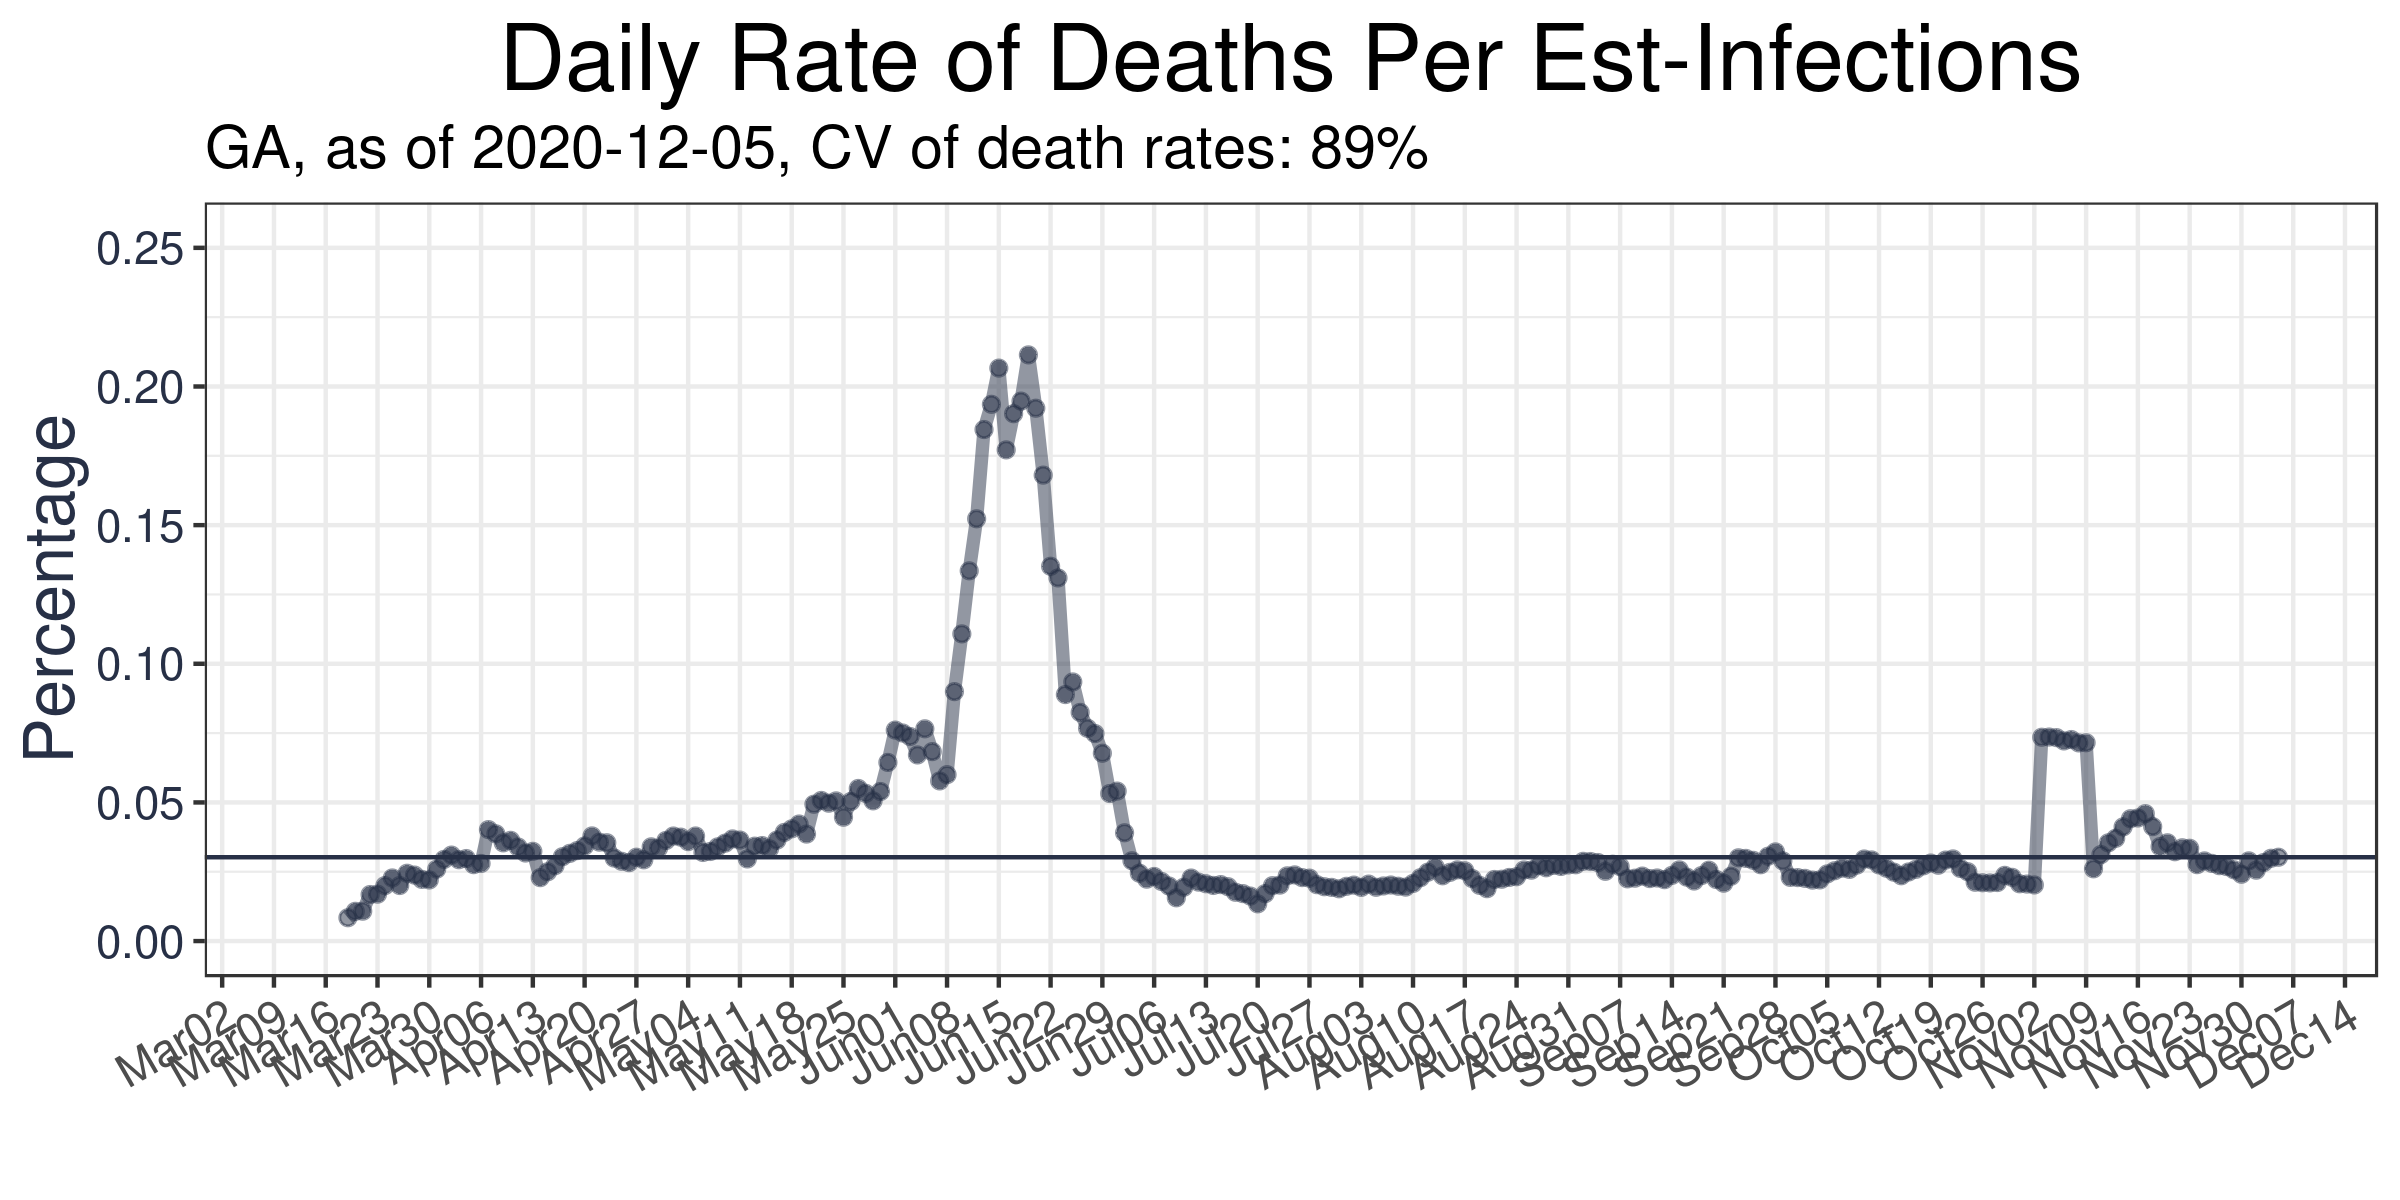 Daily Rate of Deaths Per Est-Infections
GA, as of 2020-12-05, CV of death rates: 89%
Percentage
0.25
0.20
0.15
0.10
0.05
0.00
Mar02
Mar09
Mar16
Mar23
Mar30
Apr06
Apr13
Apr20
Apr27
May04
May11
May18
May25
Jun01
Jun08
Jun15
Jun22
Jun29
Jul06
Jul13
Jul20
Jul27
Aug03
Aug10
Aug17
Aug24
Aug31
Sep07
Sep14
Sep21
Sep28
Oct05
Oct12
Oct19
Oct26
Nov02
Nov09
Nov16
Nov23
Nov30
Dec07
Dec14